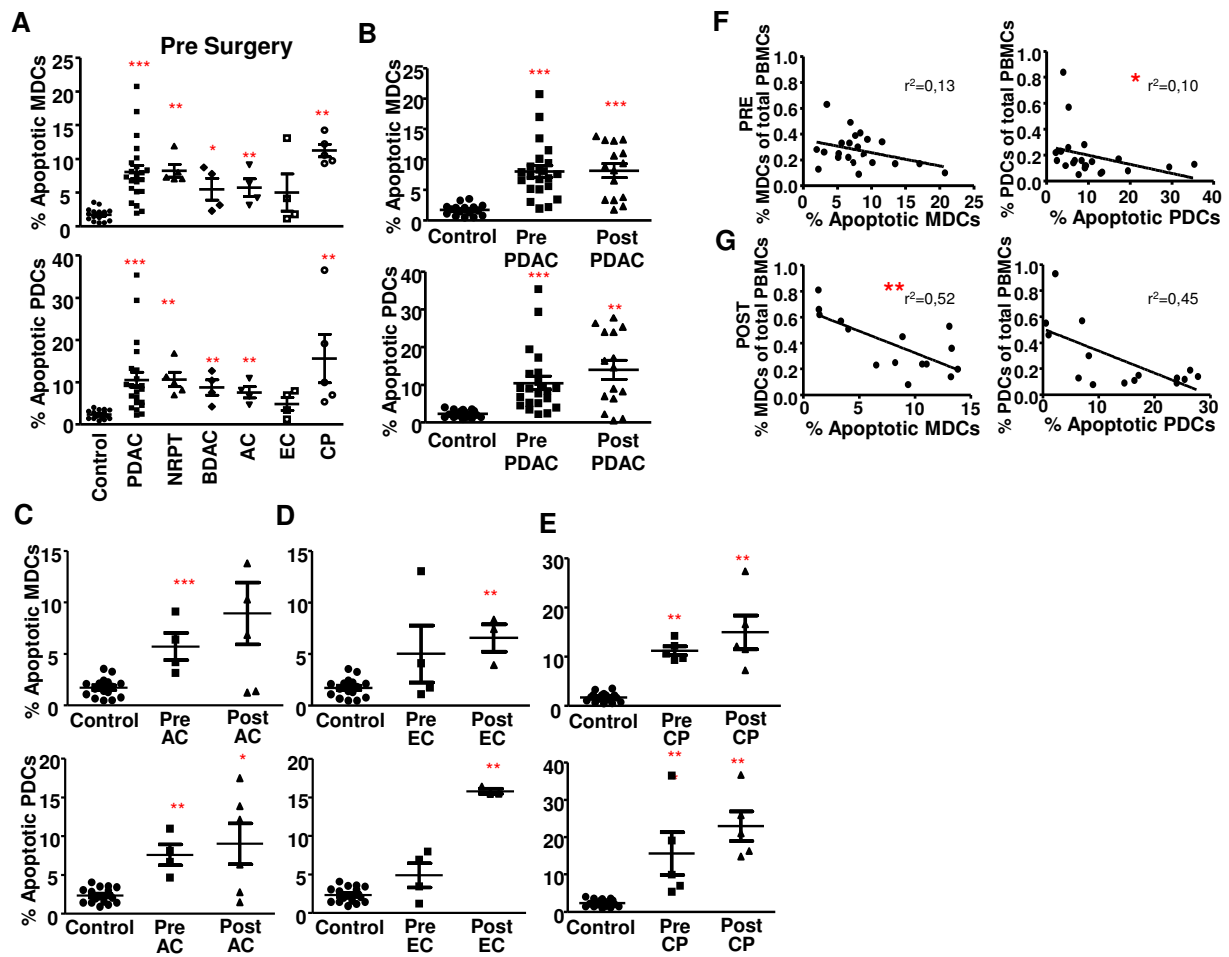 A
Pre Surgery
% Apoptotic MDCs
25
20
15
10
5
0
***
**
*
**
**
% Apoptotic PDCs
40
30
20
10
0
***
**
**
**
**
Control
PDAC
NRPT
BDAC
AC
EC
CP
B
% Apoptotic MDCs
25
20
15
10
5
0
***
***
Control
Pre
PDAC
Post
PDAC
% Apoptotic PDCs
40
30
20
10
0
***
**
Control
Pre
PDAC
Post
PDAC
F
PRE
% MDCs of total PBMCs
1.0
0.8
0.6
0.4
0.2
0.0
r²=0,13
0 5 10 15 20 25
% Apoptotic MDCs
% PDCs of total PBMCs
1.0
0.8
0.6
0.4
0.2
0.0
*
r²=0,10
0 10 20 30 40
% Apoptotic PDCs
G
POST
% MDCs of total PBMCs
1.0
0.8
0.6
0.4
0.2
0.0
**
r²=0,52
0 5 10 15
% Apoptotic MDCs
% PDCs of total PBMCs
1.0
0.8
0.6
0.4
0.2
0.0
r²=0,45
0 10 20 30
% Apoptotic PDCs
C
% Apoptotic MDCs
15
10
5
0
***
Control
Pre
AC
Post
AC
% Apoptotic PDCs
20
15
10
5
0
**
*
Control
Pre
AC
Post
AC
D
15
10
5
0
**
Control
Pre
EC
Post
EC
20
15
10
5
0
**
Control
Pre
EC
Post
EC
E
30
20
10
0
**
**
Control
Pre
CP
Post
CP
40
30
20
10
0
**
**
Control
Pre
CP
Post
CP